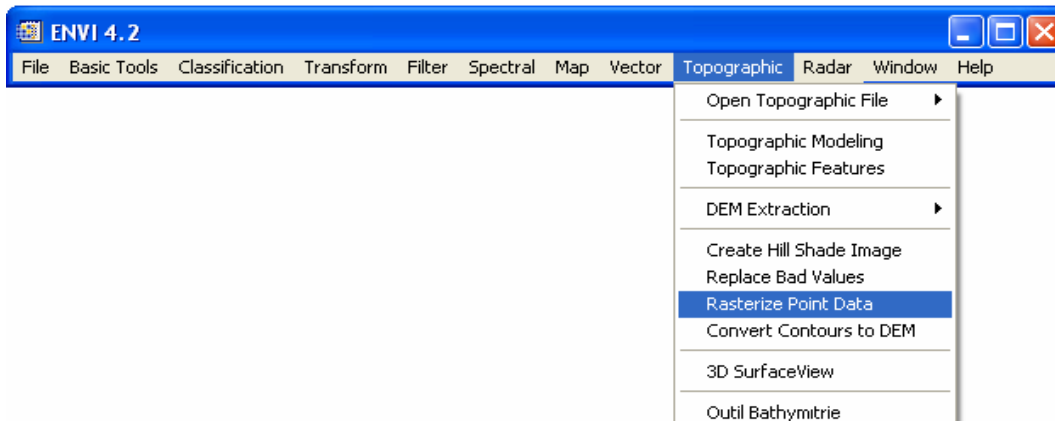 ENVI 4.2
File Basic Tools Classification Transform Filter Spectral Map Vector Topographic Radar Window Help
Open Topographic File
Topographic Modeling
Topographic Features
DEM Extraction
Create Hill Shade Image
Replace Bad Values
Rasterize Point Data
Convert Contours to DEM
3D SurfaceView
Outil Bathymıtrie